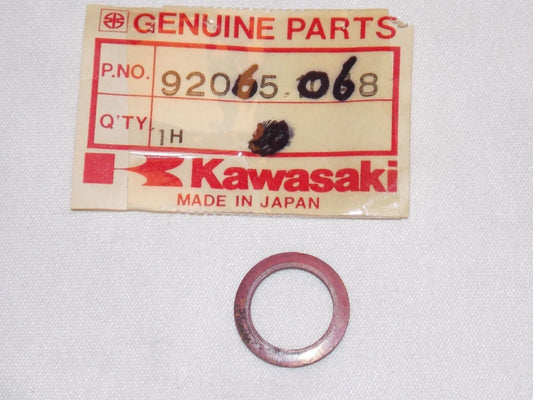 GENUINE PARTS
P.NO. 92065-068
Q'TY 1H
Kawasaki
MADE IN JAPAN